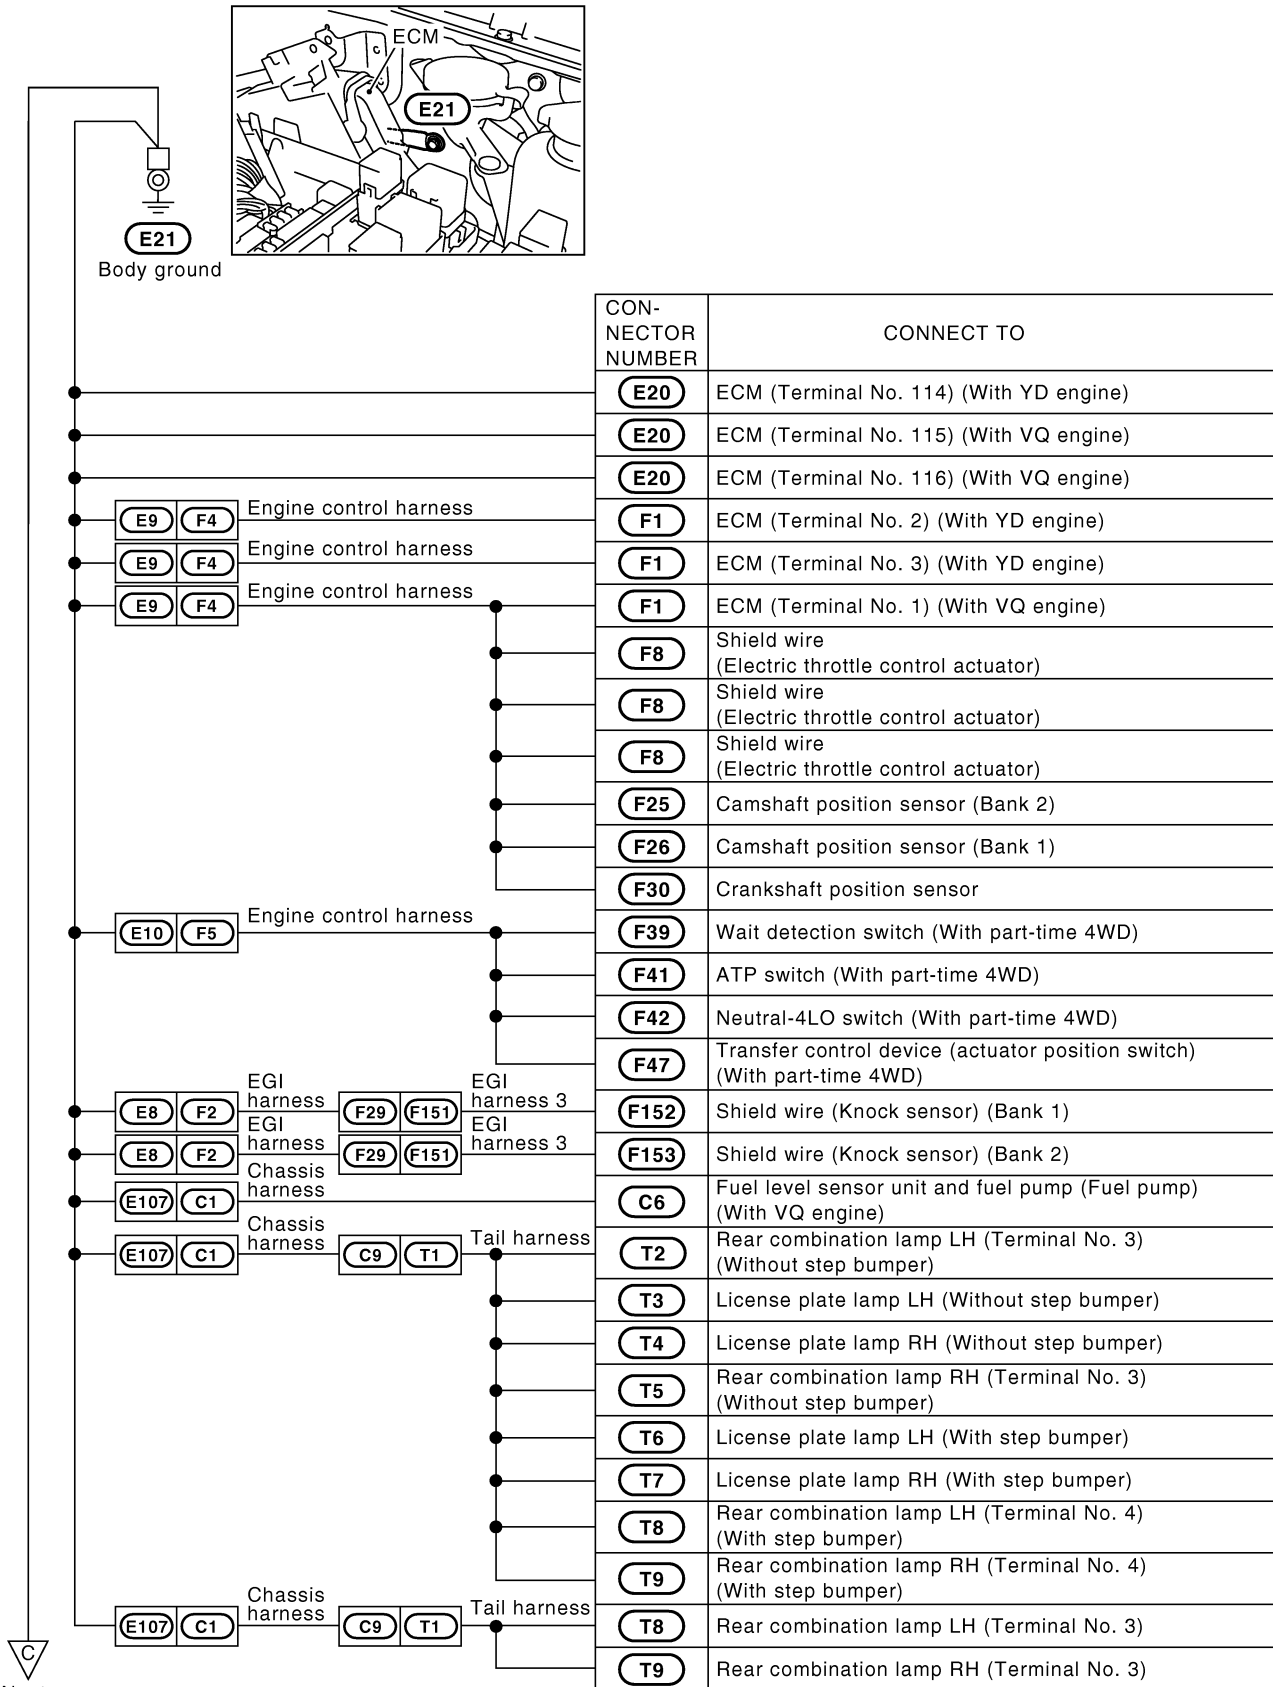 ECM
E21
E21
Body ground
CON-
NECTOR
NUMBER
CONNECT TO
E20 ECM (Terminal No. 114) (With YD engine)
E20 ECM (Terminal No. 115) (With VQ engine)
E20 ECM (Terminal No. 116) (With VQ engine)
E9 F4 Engine control harness F1 ECM (Terminal No. 2) (With YD engine)
E9 F4 Engine control harness F1 ECM (Terminal No. 3) (With YD engine)
E9 F4 Engine control harness F1 ECM (Terminal No. 1) (With VQ engine)
F8 Shield wire
(Electric throttle control actuator)
F8 Shield wire
(Electric throttle control actuator)
F8 Shield wire
(Electric throttle control actuator)
F25 Camshaft position sensor (Bank 2)
F26 Camshaft position sensor (Bank 1)
F30 Crankshaft position sensor
E10 F5 Engine control harness F39 Wait detection switch (With part-time 4WD)
F41 ATP switch (With part-time 4WD)
F42 Neutral-4LO switch (With part-time 4WD)
F47 Transfer control device (actuator position switch)
(With part-time 4WD)
EGI
harness
EGI
harness 3
E8 F2 F29 F151 F152 Shield wire (Knock sensor) (Bank 1)
EGI
harness
EGI
harness 3
E8 F2 F29 F151 F153 Shield wire (Knock sensor) (Bank 2)
Chassis
harness
E107 C1 C6 Fuel level sensor unit and fuel pump (Fuel pump)
(With VQ engine)
Chassis
harness
Tail harness
E107 C1 C9 T1 T2 Rear combination lamp LH (Terminal No. 3)
(Without step bumper)
T3 License plate lamp LH (Without step bumper)
T4 License plate lamp RH (Without step bumper)
T5 Rear combination lamp RH (Terminal No. 3)
(Without step bumper)
T6 License plate lamp LH (With step bumper)
T7 License plate lamp RH (With step bumper)
T8 Rear combination lamp LH (Terminal No. 4)
(With step bumper)
T9 Rear combination lamp RH (Terminal No. 4)
(With step bumper)
Chassis
harness
Tail harness
E107 C1 C9 T1 T8 Rear combination lamp LH (Terminal No. 3)
T9 Rear combination lamp RH (Terminal No. 3)
C